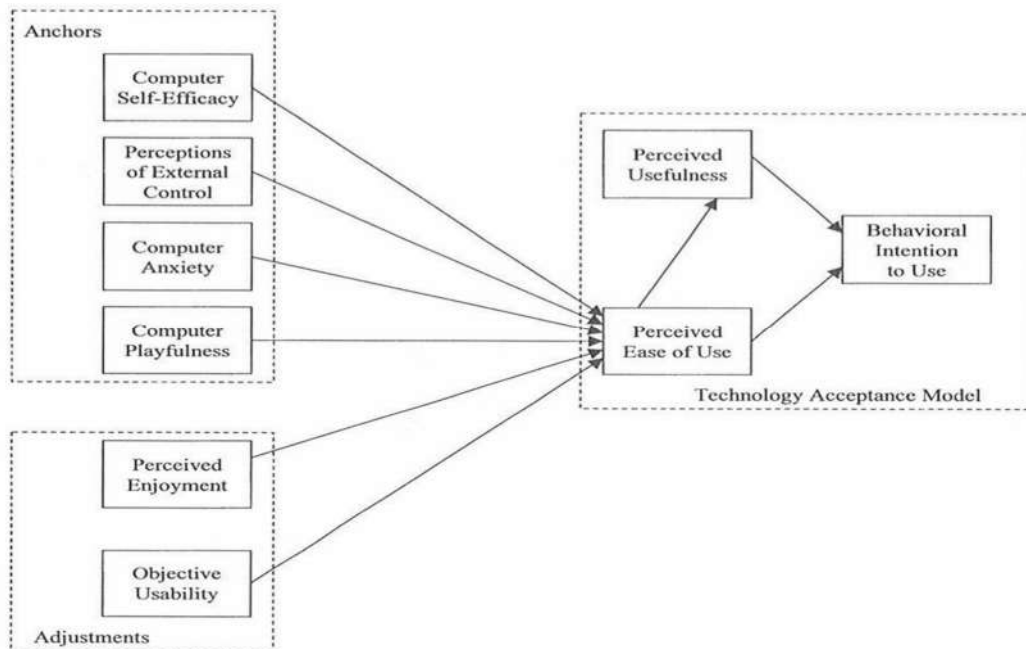 Anchors
Computer
Self-Efficacy
Perceptions
of External
Control
Computer
Anxiety
Computer
Playfulness
Perceived
Usefulness
Behavioral
Intention
to Use
Perceived
Ease of Use
Technology Acceptance Model
Perceived
Enjoyment
Objective
Usability
Adjustments